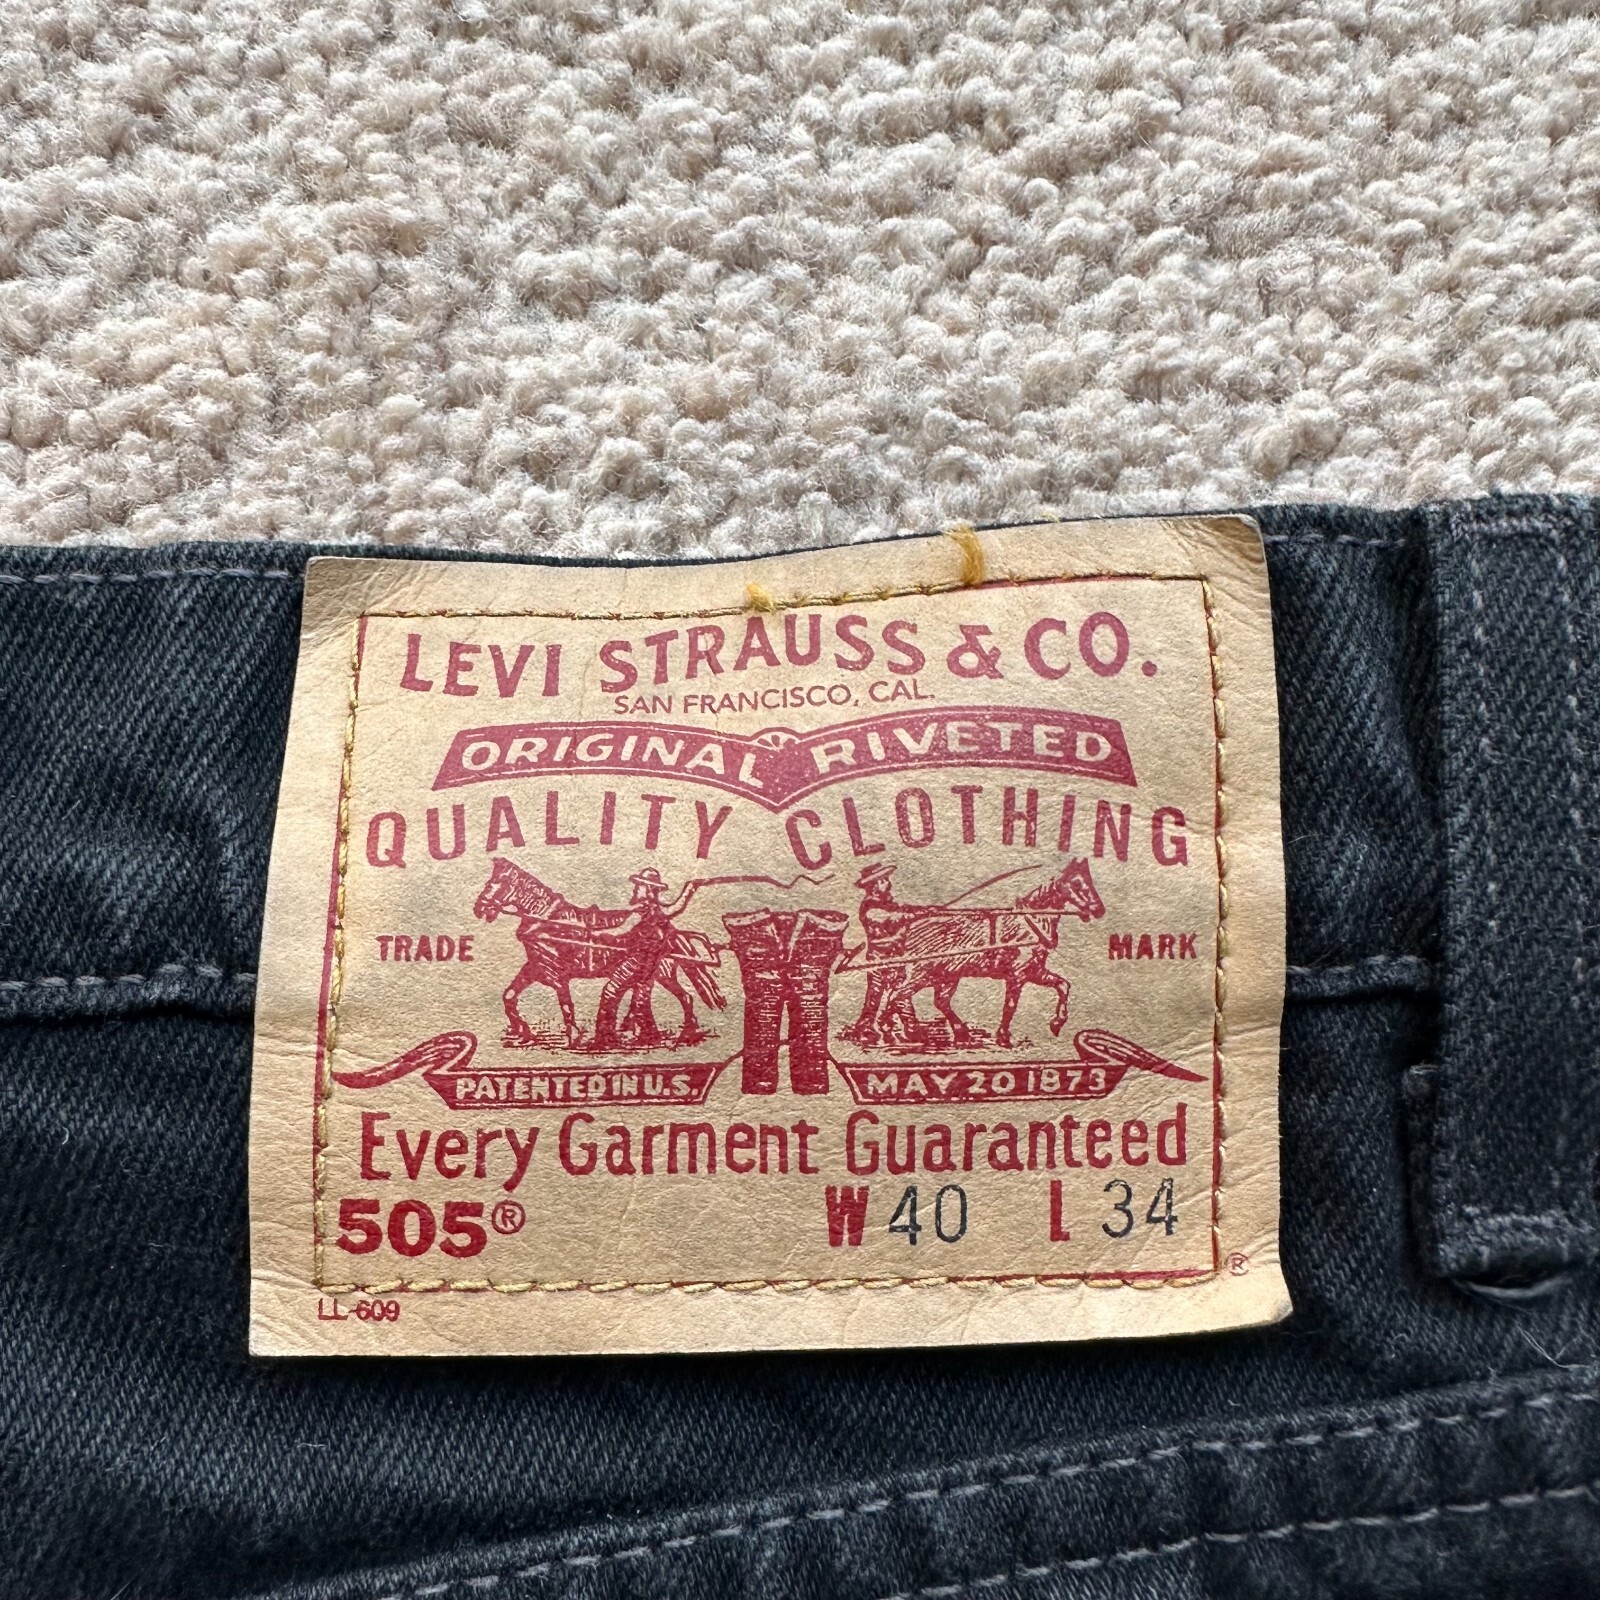 LEVI STRAUSS & CO.
SAN FRANCISCO, CAL.
ORIGINAL RIVETED
QUALITY CLOTHING
TRADE MARK
PATENTED IN U.S. MAY 20 1873
Every Garment Guaranteed
505® W 40 L 34
®
LL-609